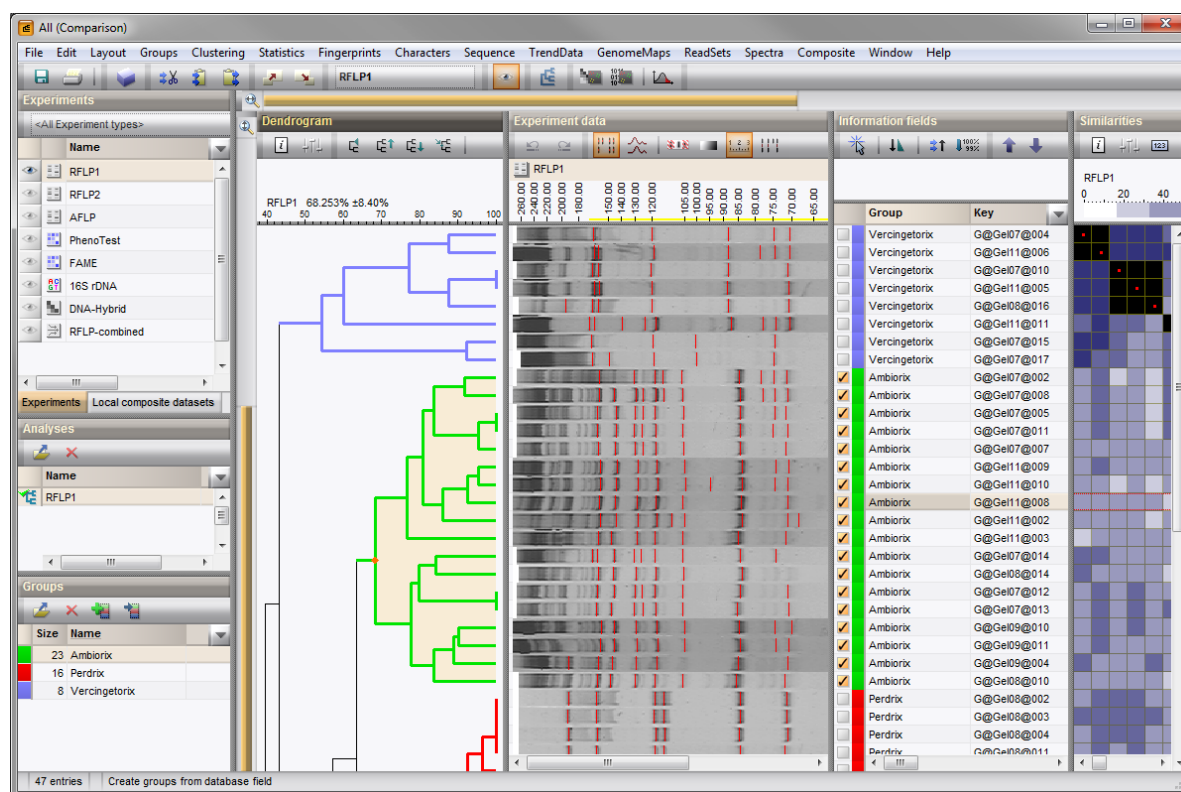 All (Comparison)
File Edit Layout Groups Clustering Statistics Fingerprints Characters Sequence TrendData GenomeMaps ReadSets Spectra Composite Window Help
RFLP1
Experiments
<All Experiment types>
Name
RFLP1
RFLP2
AFLP
PhenoTest
FAME
16S rDNA
DNA-Hybrid
RFLP-combined
Experiments Local composite datasets
Analyses
Name
RFLP1
Groups
Size Name
23 Ambiorix
16 Perdrix
8 Vercingetorix
Dendrogram
RFLP1 68.253% ±8.40%
40 50 60 70 80 90 100
Experiment data
RFLP1
260.00 240.00 220.00 200.00 180.00 150.00 140.00 130.00 120.00 105.00 100.00 95.00 90.00 85.00 80.00 75.00 70.00 65.00
Information fields
Group Key
Vercingetorix G@Gel07@004
Vercingetorix G@Gel11@006
Vercingetorix G@Gel07@010
Vercingetorix G@Gel11@005
Vercingetorix G@Gel08@016
Vercingetorix G@Gel11@011
Vercingetorix G@Gel07@015
Vercingetorix G@Gel07@017
Ambiorix G@Gel07@002
Ambiorix G@Gel07@008
Ambiorix G@Gel07@005
Ambiorix G@Gel07@011
Ambiorix G@Gel07@007
Ambiorix G@Gel11@009
Ambiorix G@Gel11@010
Ambiorix G@Gel11@008
Ambiorix G@Gel11@002
Ambiorix G@Gel11@003
Ambiorix G@Gel07@014
Ambiorix G@Gel08@014
Ambiorix G@Gel07@012
Ambiorix G@Gel07@013
Ambiorix G@Gel09@010
Ambiorix G@Gel09@011
Ambiorix G@Gel09@004
Ambiorix G@Gel08@010
Perdrix G@Gel08@002
Perdrix G@Gel08@003
Perdrix G@Gel08@004
Perdrix G@Gel08@011
Similarities
RFLP1
0 20 40
47 entries Create groups from database field